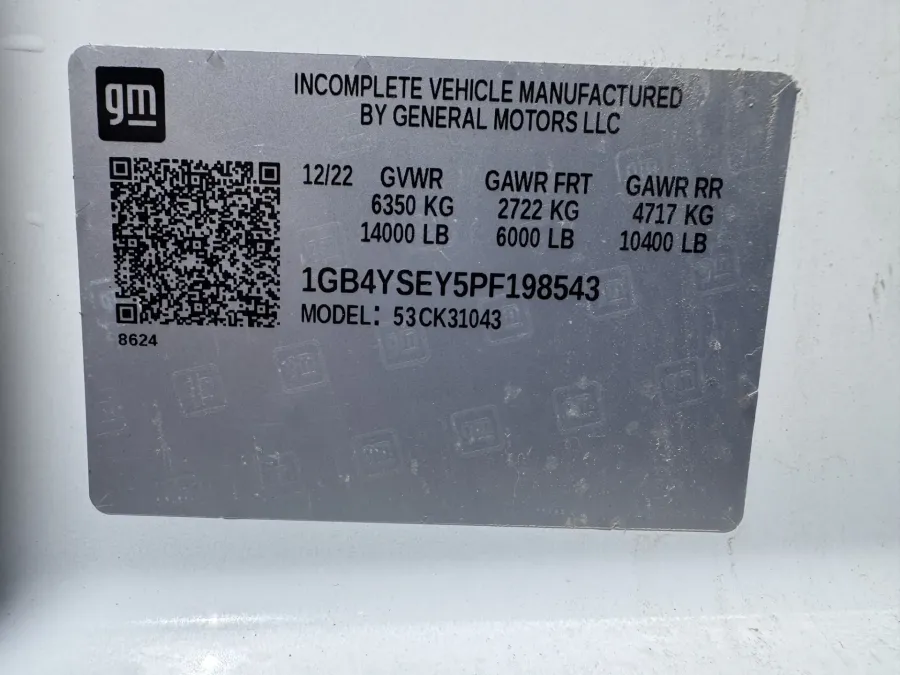 gm
INCOMPLETE VEHICLE MANUFACTURED
BY GENERAL MOTORS LLC
12/22 GVWR GAWR FRT GAWR RR
6350 KG 2722 KG 4717 KG
14000 LB 6000 LB 10400 LB
1GB4YSEY5PF198543
MODEL: 53CK31043
8624